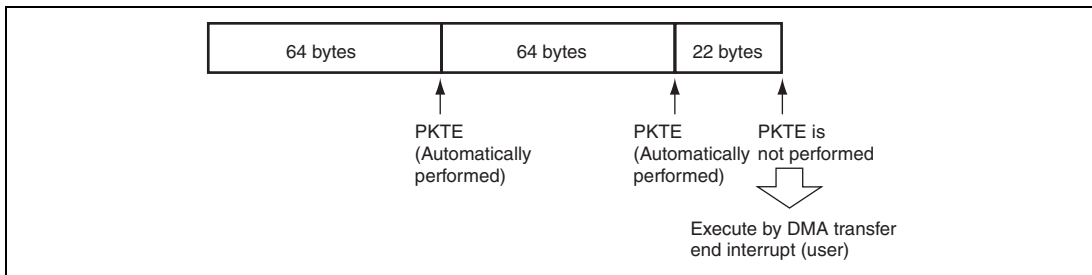 64 bytes
64 bytes
22 bytes
PKTE
(Automatically
performed)
PKTE
(Automatically
performed)
PKTE is
not performed
Execute by DMA transfer
end interrupt (user)